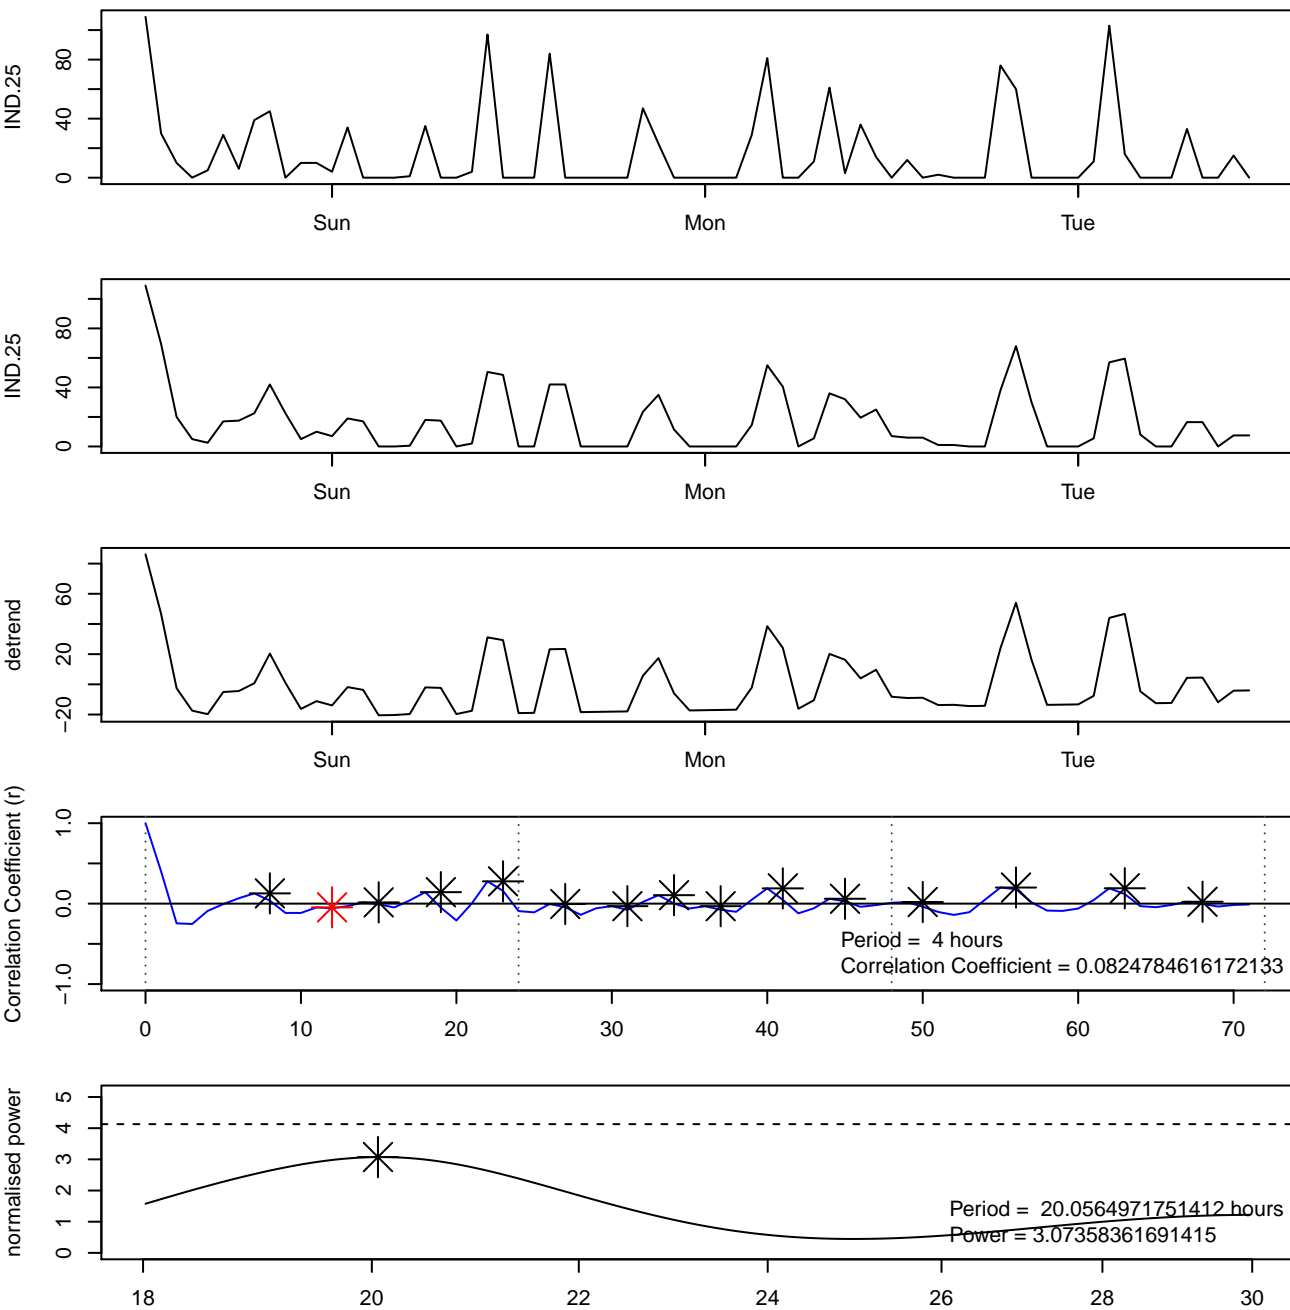 IND.25
0 40 80
Sun Mon Tue
IND.25
0 40 80
Sun Mon Tue
detrend
−20 20 60
Sun Mon Tue
Correlation Coefficient (r)
−1.0 0.0 1.0
Period =  4 hours
Correlation Coefficient = 0.0824784616172133
0 10 20 30 40 50 60 70
normalised power
0 1 2 3 4 5
Period =  20.0564971751412 hours
Power = 3.07358361691415
18 20 22 24 26 28 30